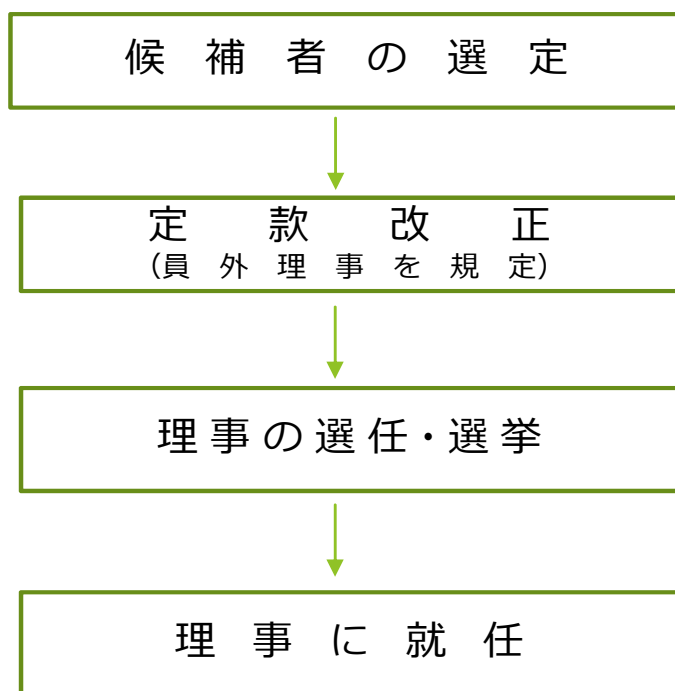 候補者の選定
定款改正
(員外理事を規定)
理事の選任・選挙
理事に就任